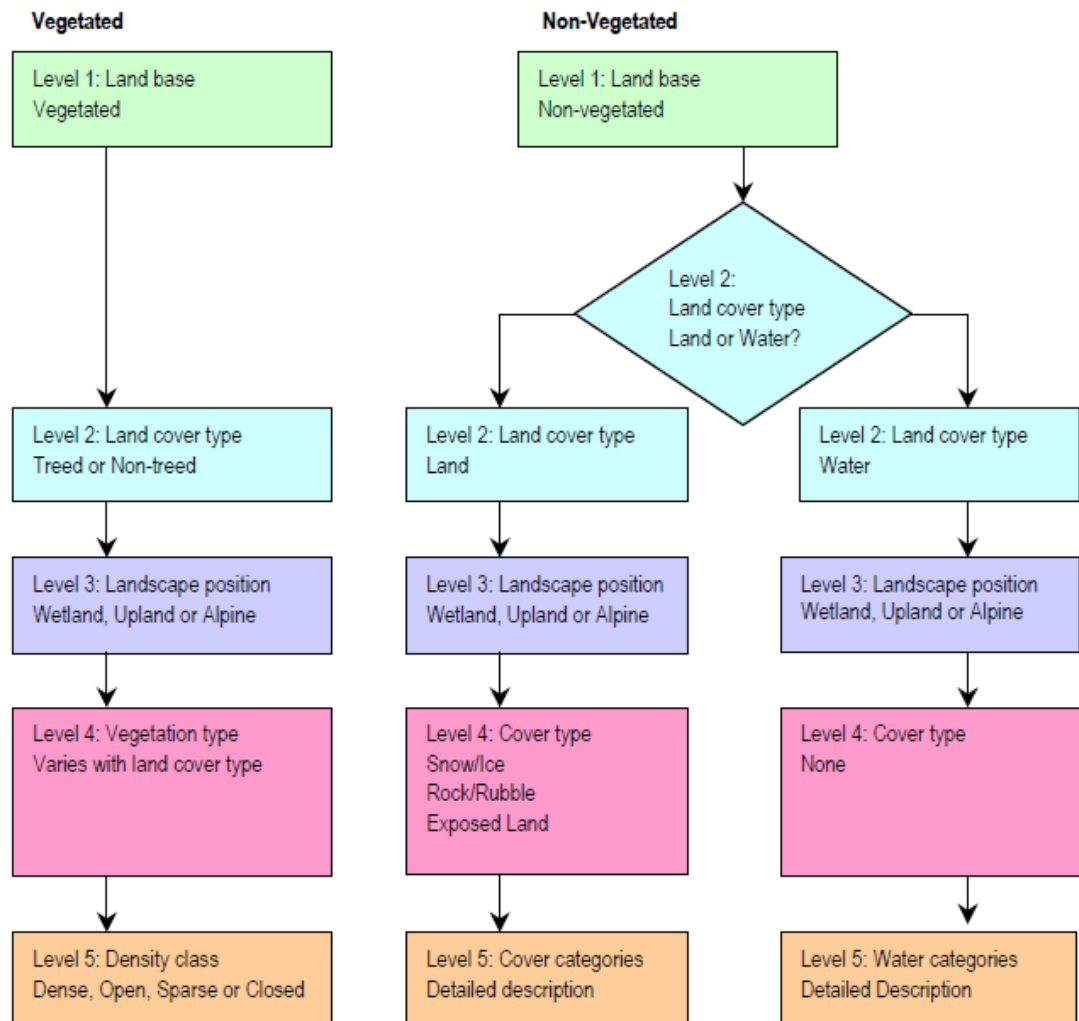 Vegetated
Non-Vegetated
Level 1: Land base
Vegetated
Level 1: Land base
Non-vegetated
Level 2:
Land cover type
Land or Water?
Level 2: Land cover type
Treed or Non-treed
Level 2: Land cover type
Land
Level 2: Land cover type
Water
Level 3: Landscape position
Wetland, Upland or Alpine
Level 3: Landscape position
Wetland, Upland or Alpine
Level 3: Landscape position
Wetland, Upland or Alpine
Level 4: Vegetation type
Varies with land cover type
Level 4: Cover type
Snow/Ice
Rock/Rubble
Exposed Land
Level 4: Cover type
None
Level 5: Density class
Dense, Open, Sparse or Closed
Level 5: Cover categories
Detailed description
Level 5: Water categories
Detailed Description